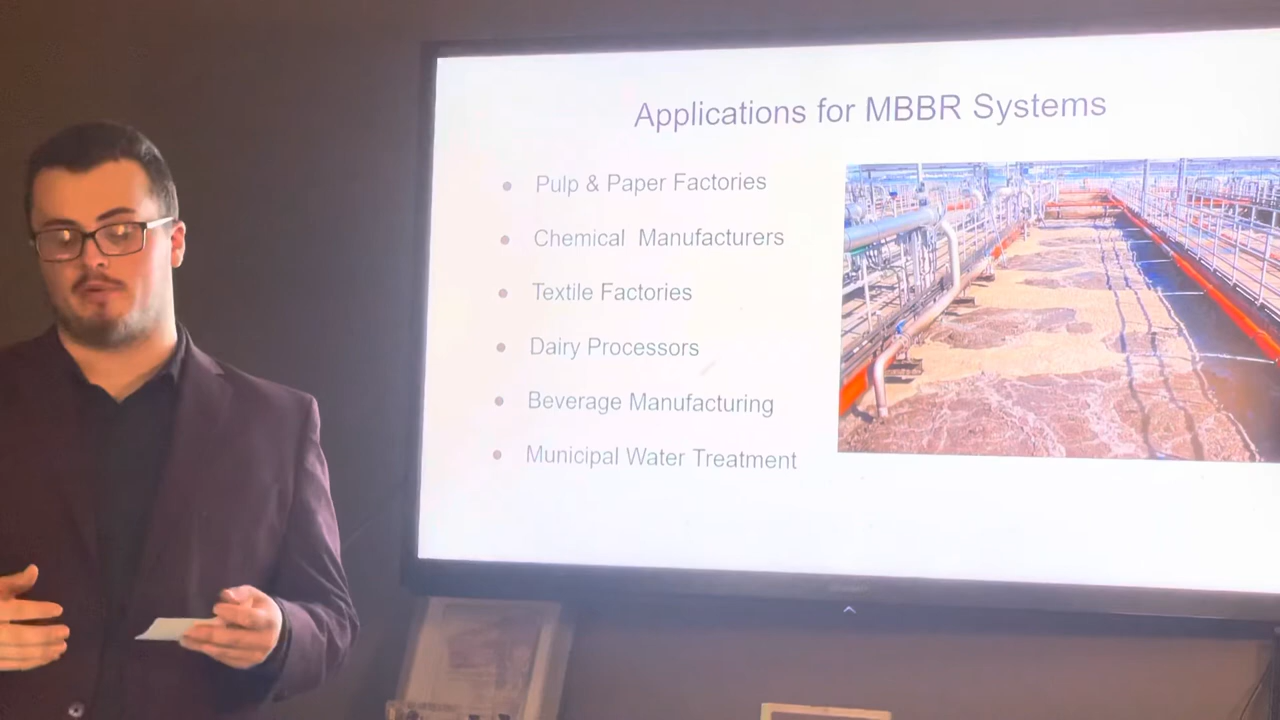 Applications for MBBR Systems
Pulp & Paper Factories
Chemical Manufacturers
Textile Factories
Dairy Processors
Beverage Manufacturing
Municipal Water Treatment